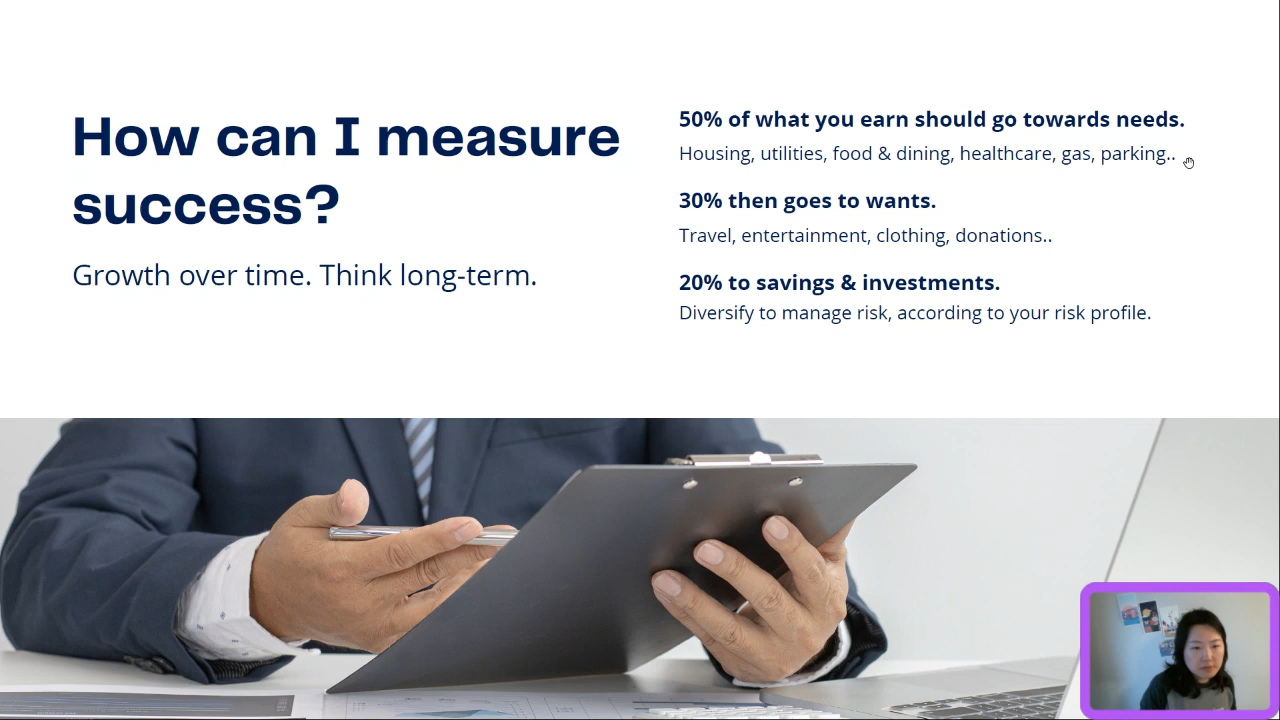 How can I measure
success?
Growth over time. Think long-term.
50% of what you earn should go towards needs.
Housing, utilities, food & dining, healthcare, gas, parking..
30% then goes to wants.
Travel, entertainment, clothing, donations..
20% to savings & investments.
Diversify to manage risk, according to your risk profile.